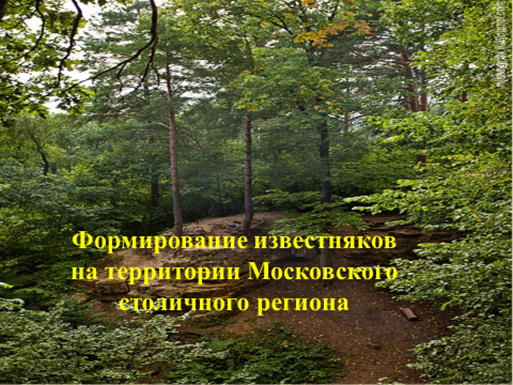 Формирование известняков
на территории Московского
столичного региона